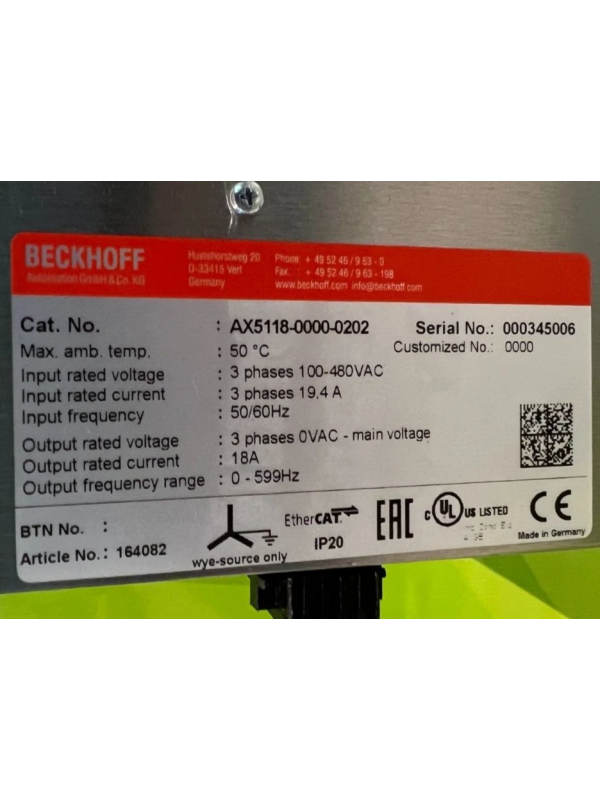 BECKHOFF
Automation GmbH & Co. KG
Huelshorstweg 20
D-33415 Verl
Germany
Phone: + 49 52 46 / 9 63 - 0
Fax. : + 49 52 46 / 9 63 - 198
www.beckhoff.com info@beckhoff.com
Cat. No. : AX5118-0000-0202 Serial No.: 000345006
Max. amb. temp. : 50 °C Customized No.: 0000
Input rated voltage : 3 phases 100-480VAC
Input rated current : 3 phases 19,4 A
Input frequency : 50/60Hz
Output rated voltage : 3 phases 0VAC - main voltage
Output rated current : 18A
Output frequency range : 0 - 599Hz
BTN No. :
Article No.: 164082
wye-source only
EtherCAT
IP20
EAC
c UL US LISTED
CE
Made in Germany